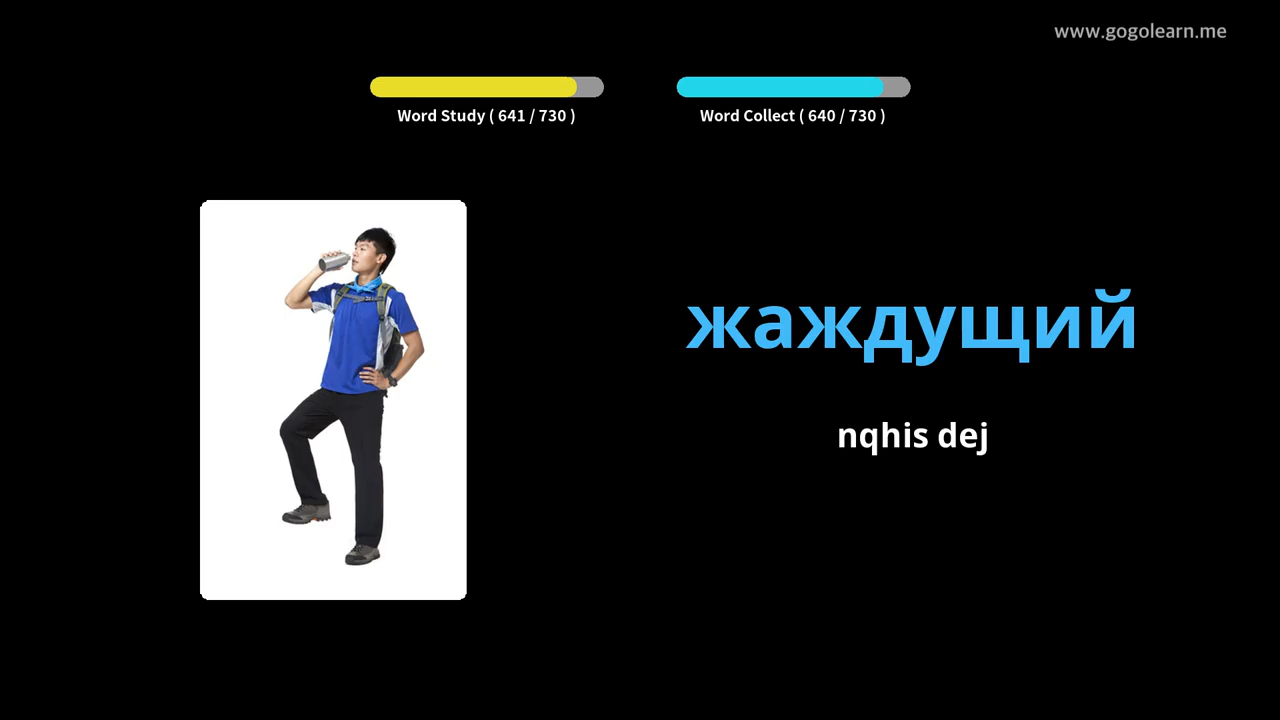 www.gogolearn.me
Word Study ( 641 / 730 )
Word Collect ( 640 / 730 )
жаждущий
nqhis dej